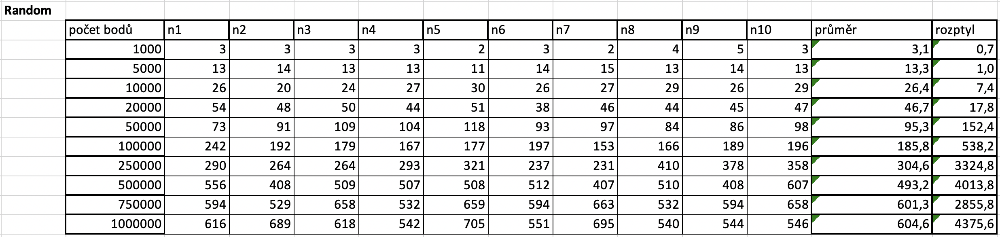 Random
počet bodů n1 n2 n3 n4 n5 n6 n7 n8 n9 n10 průměr rozptyl
1000 3 3 3 3 2 3 2 4 5 3 3,1 0,7
5000 13 14 13 13 11 14 15 13 14 13 13,3 1,0
10000 26 20 24 27 30 26 27 29 26 29 26,4 7,4
20000 54 48 50 44 51 38 46 44 45 47 46,7 17,8
50000 73 91 109 104 118 93 97 84 86 98 95,3 152,4
100000 242 192 179 167 177 197 153 166 189 196 185,8 538,2
250000 290 264 264 293 321 237 231 410 378 358 304,6 3324,8
500000 556 408 509 507 508 512 407 510 408 607 493,2 4013,8
750000 594 529 658 532 659 594 663 532 594 658 601,3 2855,8
1000000 616 689 618 542 705 551 695 540 544 546 604,6 4375,6